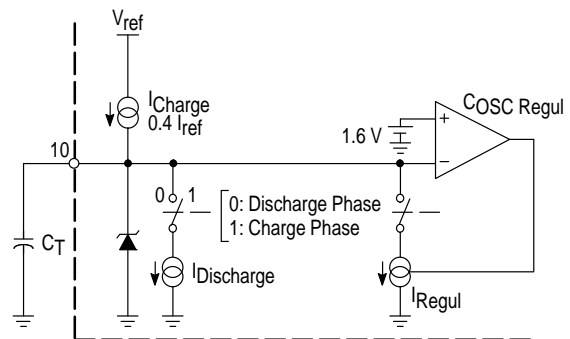 Vref
ICharge
0.4 Iref
COSC Regul
1.6 V
+
−
10
0 1
0: Discharge Phase
1: Charge Phase
CT
IDischarge
IRegul